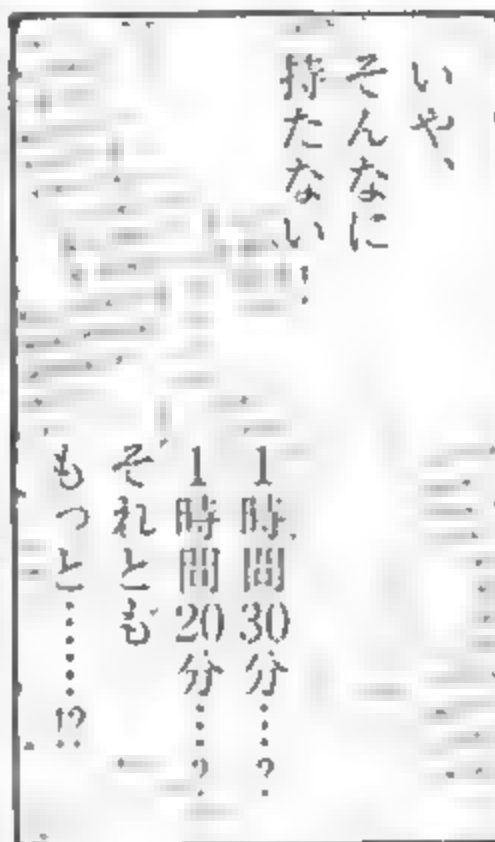 いや、
そんなに
持たない！
1時間30分…？
1時間20分…？
それとも
もっと……!?